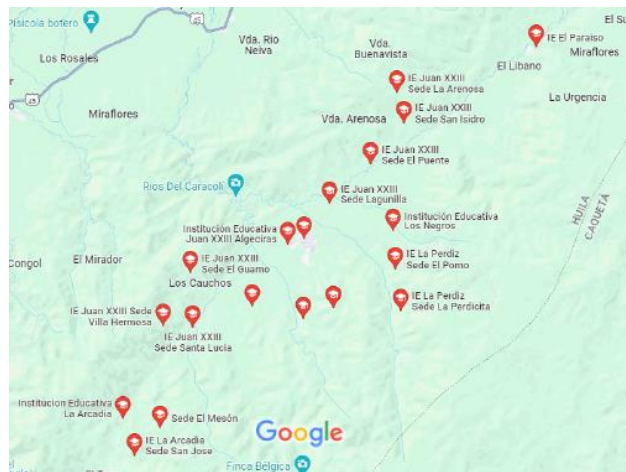 Písicola botero
45
El Su
IE El Paraiso
Miraflores
Los Rosales
Vda. Rio
Neiva
Vda.
Buenavista
El Libano
IE Juan XXIII
Sede La Arenosa
La Urgencia
45
Miraflores
Vda. Arenosa
IE Juan XXIII
Sede San Isidro
IE Juan XXIII
Sede El Puente
Rios Del Caracoli
IE Juan XXIII
Sede Lagunilla
HUILA
CAQUETÁ
Institución Educativa
Juan XXIII Algeciras
Institución Educativa
Los Negros
Congol
El Mirador
IE Juan XXIII
Sede El Guamo
IE La Perdiz
Sede El Pomo
Los Cauchos
IE La Perdiz
Sede La Perdicita
IE Juan XXIII Sede
Villa Hermosa
IE Juan XXIII
Sede Santa Lucia
Institucion Educativa
La Arcadia
Sede El Mesón
IE La Arcadia
Sede San Jose
Google
Finca Bélgica